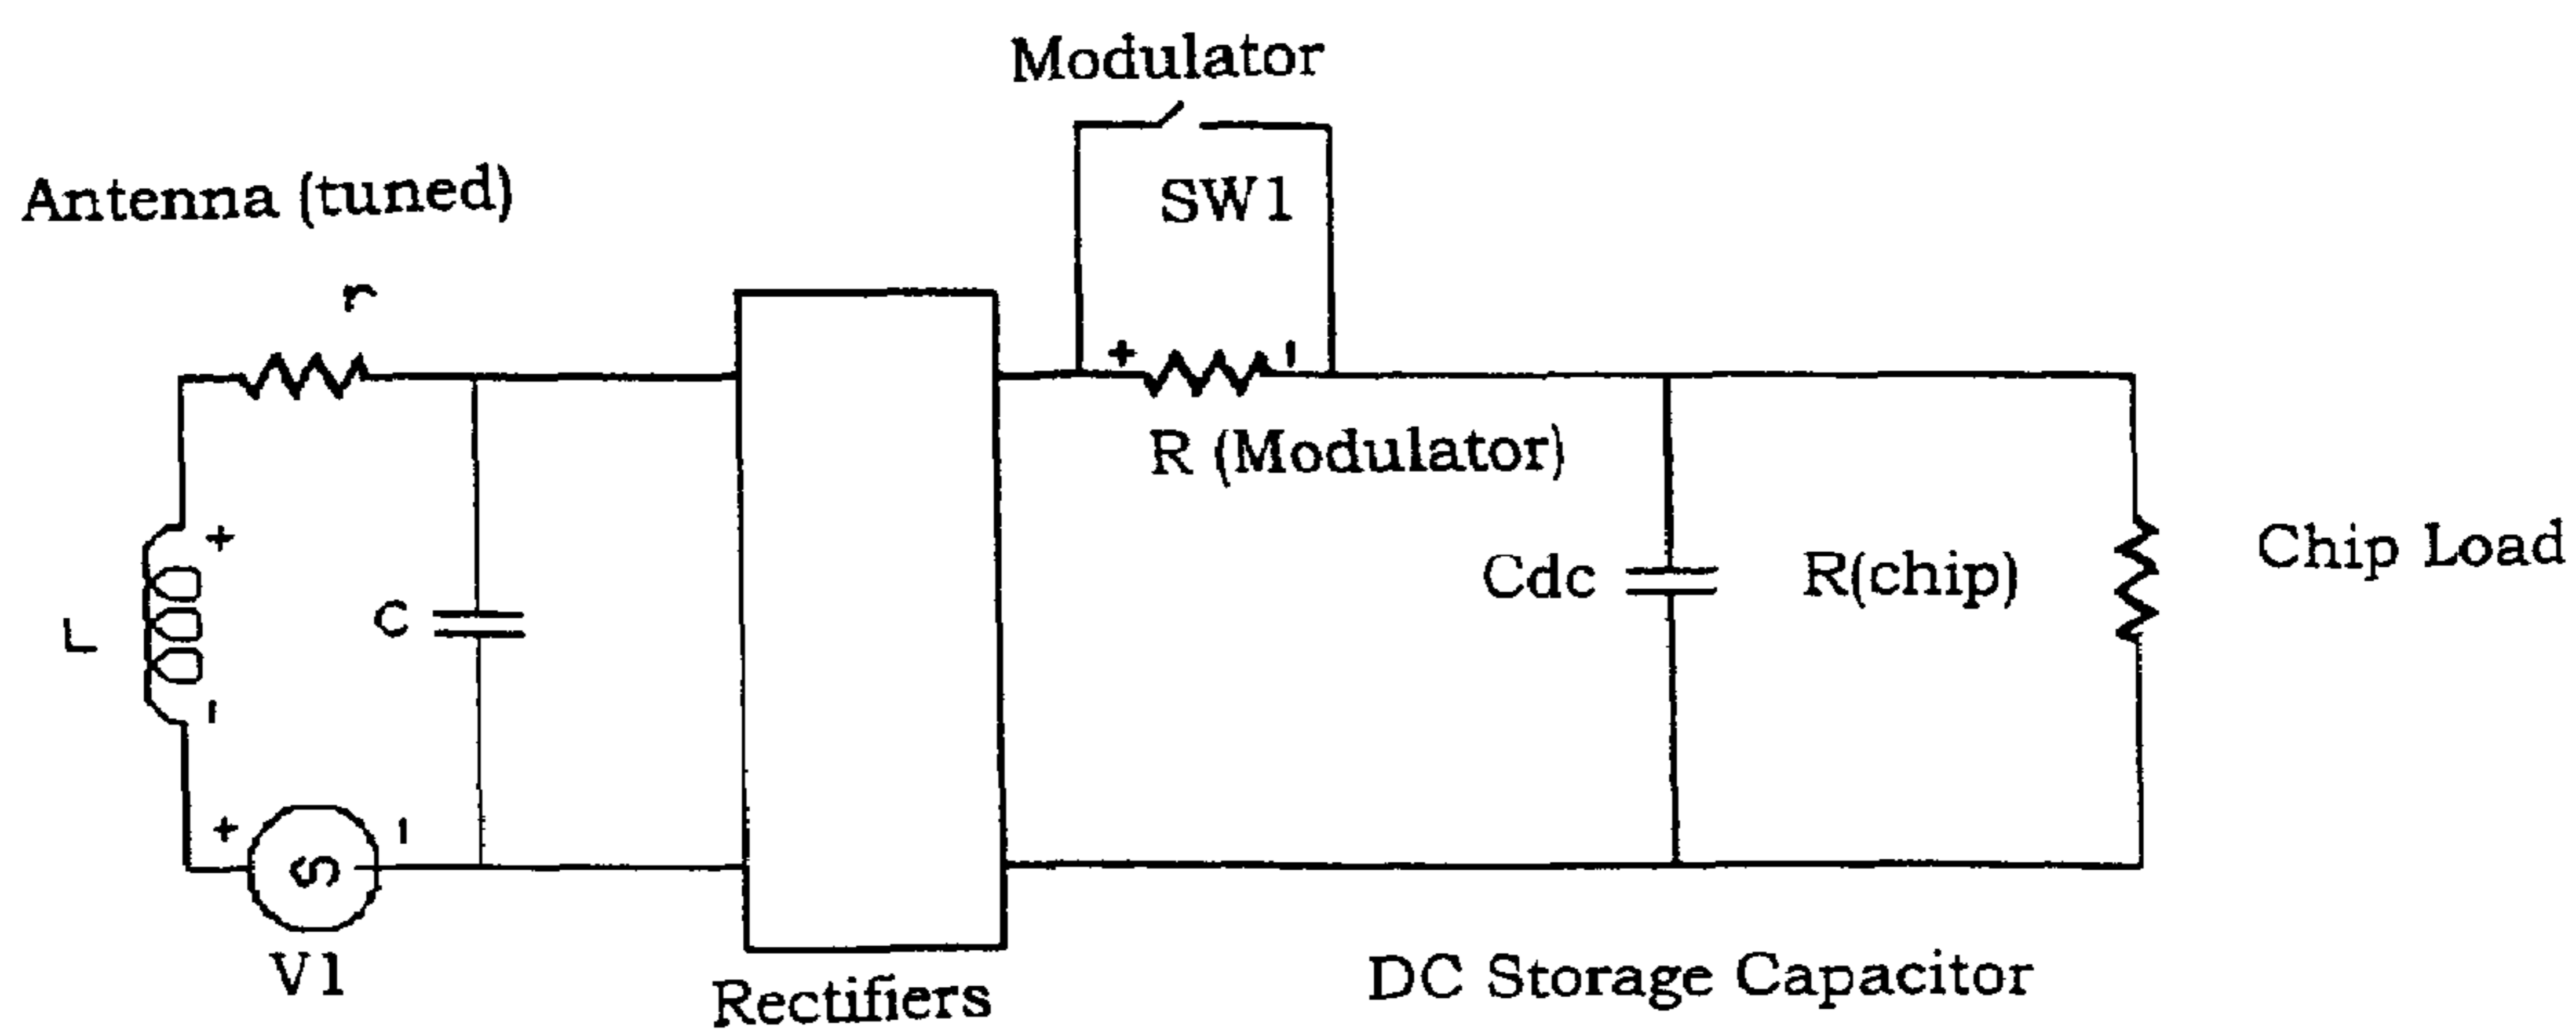 Modulator
SW1
Antenna (tuned)
r
+ -
R (Modulator)
L
+
-
C
Cdc
R(chip)
Chip Load
+ -
S
V1
Rectifiers
DC Storage Capacitor